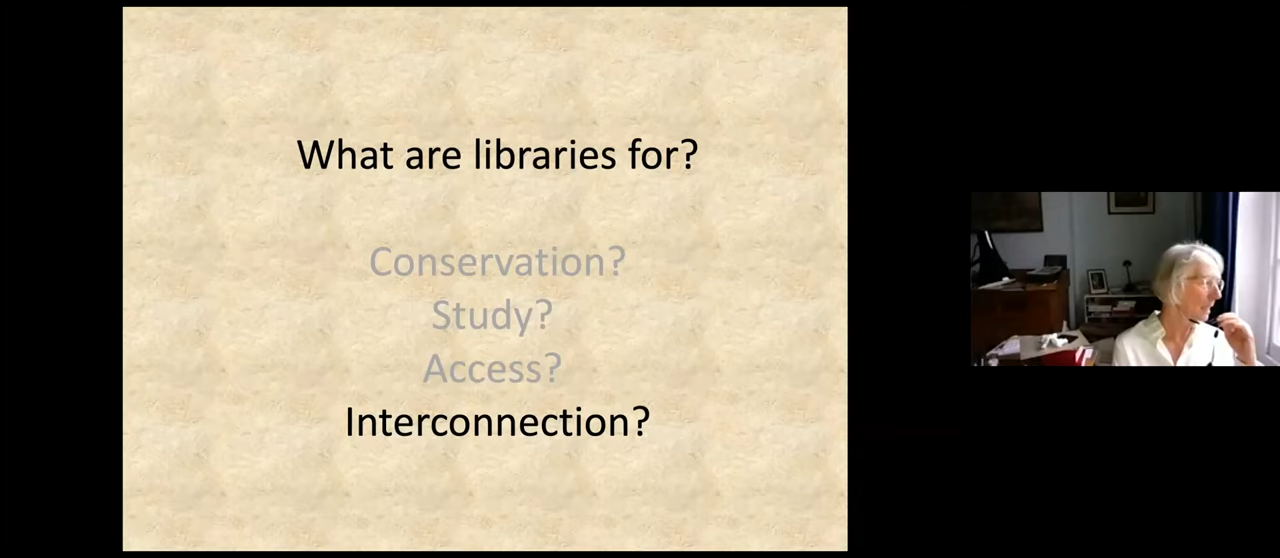 What are libraries for?
Conservation?
Study?
Access?
Interconnection?